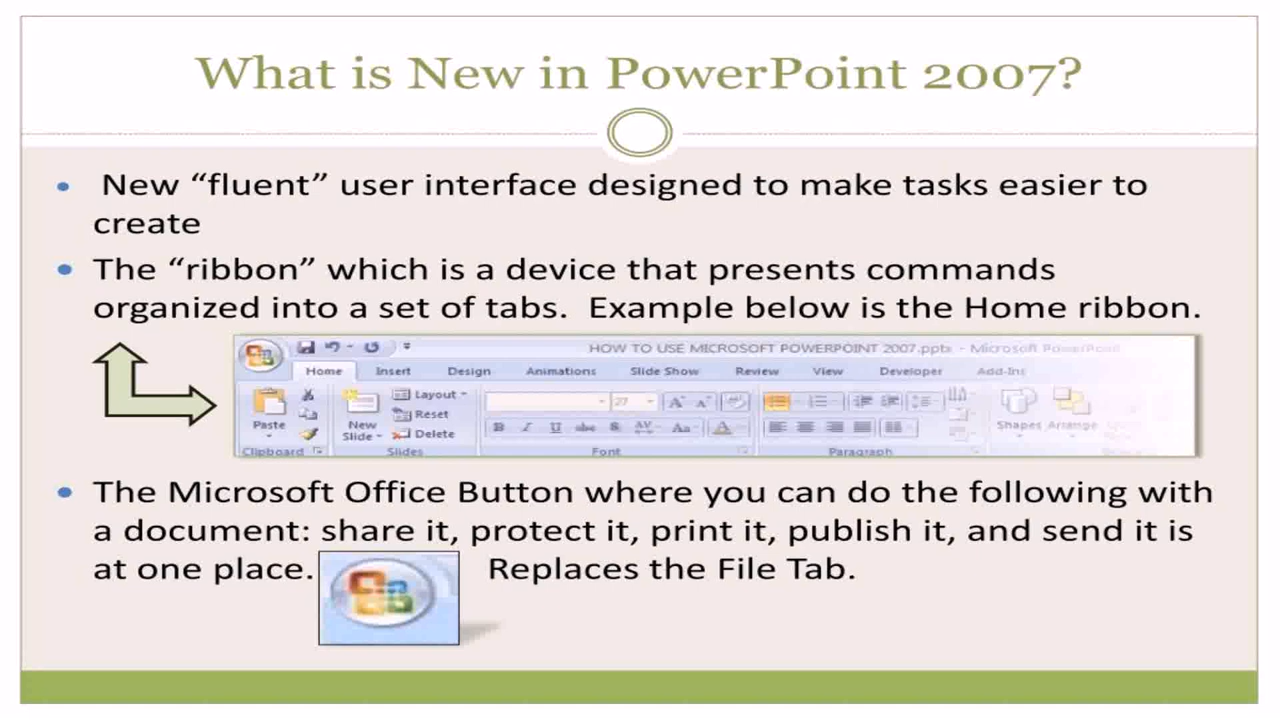 What is New in PowerPoint 2007?
New “fluent” user interface designed to make tasks easier to
create
The “ribbon” which is a device that presents commands
organized into a set of tabs.  Example below is the Home ribbon.
HOW TO USE MICROSOFT POWERPOINT 2007.pptx - Microsoft PowerPoint
Home Insert Design Animations Slide Show Review View Developer Add-Ins
Layout
Reset
Paste New
Slide Delete
27
Aa
Shapes Arrange
Clipboard Slides Font Paragraph
The Microsoft Office Button where you can do the following with
a document: share it, protect it, print it, publish it, and send it is
at one place. Replaces the File Tab.